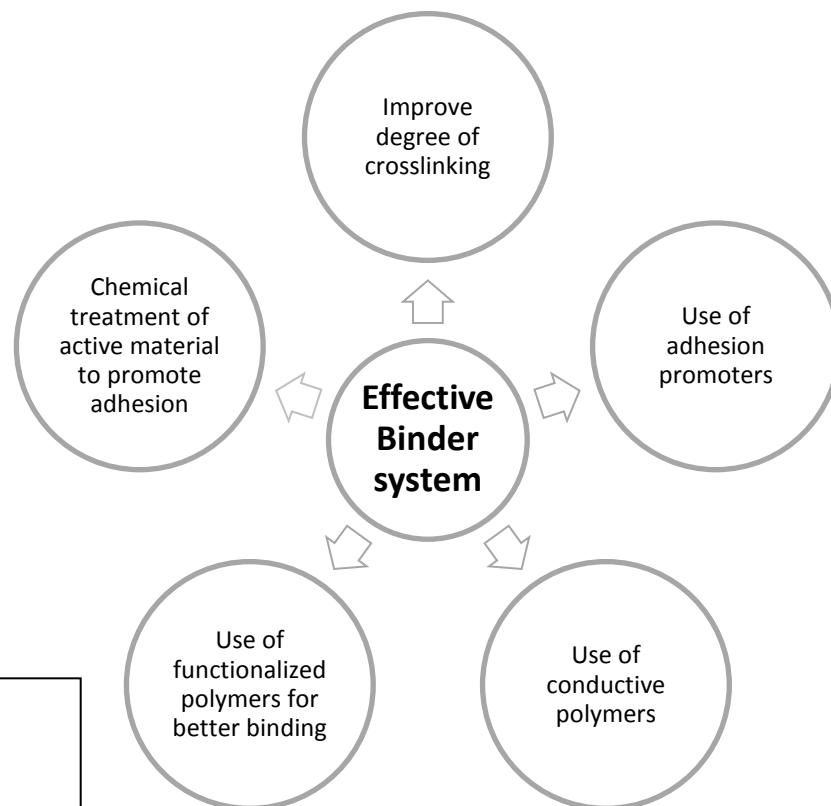 Improve
degree of
crosslinking
Chemical
treatment of
active material
to promote
adhesion
Use of
adhesion
promoters
Effective
Binder
system
Use of
functionalized
polymers for
better binding
Use of
conductive
polymers